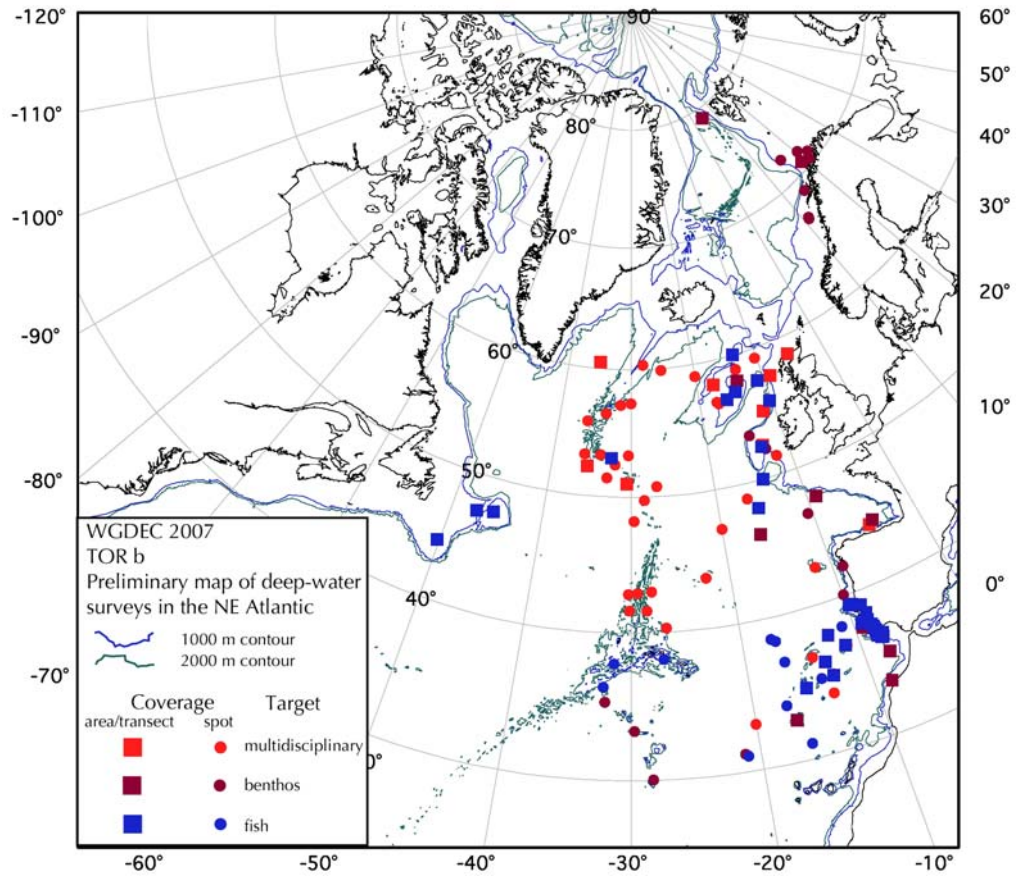 -120°
90°
60°
50°
-110°
80°
40°
-100°
70°
30°
-90°
20°
60°
10°
-80°
50°
WGDEC 2007
TOR b
Preliminary map of deep-water
surveys in the NE Atlantic
1000 m contour
2000 m contour
40°
0°
-70°
Coverage Target
area/transect spot
multidisciplinary
benthos
fish
0°
-60° -50° -40° -30° -20° -10°